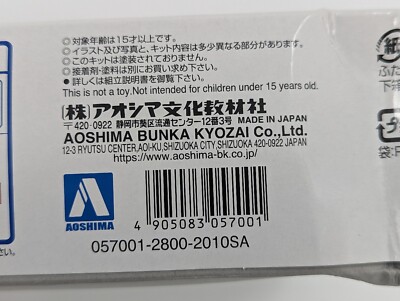 ◎対象年齢は15才以上です。
◎イラスト及び写真と、キット内容は多少異なる部分があります。
◎このキットは塗装されておりません。
◎接着剤・塗料は別にお買い求め下さい。
◎詳しくは組立説明書を御覧下さい。
This is not a toy. Not intended for children under 15 years old.
(株)アオシマ文化教材社
〒420-0922 静岡市葵区流通センター12番3号 MADE IN JAPAN
AOSHIMA BUNKA KYOZAI Co., Ltd.
12-3 RYUTSU CENTER, AOI-KU, SHIZUOKA CITY, SHIZUOKA 420-0922 JAPAN
https://www.aoshima-bk.co.jp/
AOSHIMA
4 905083 057001
057001-2800-2010SA
紙
ふた
下
プ
袋:P
さい。